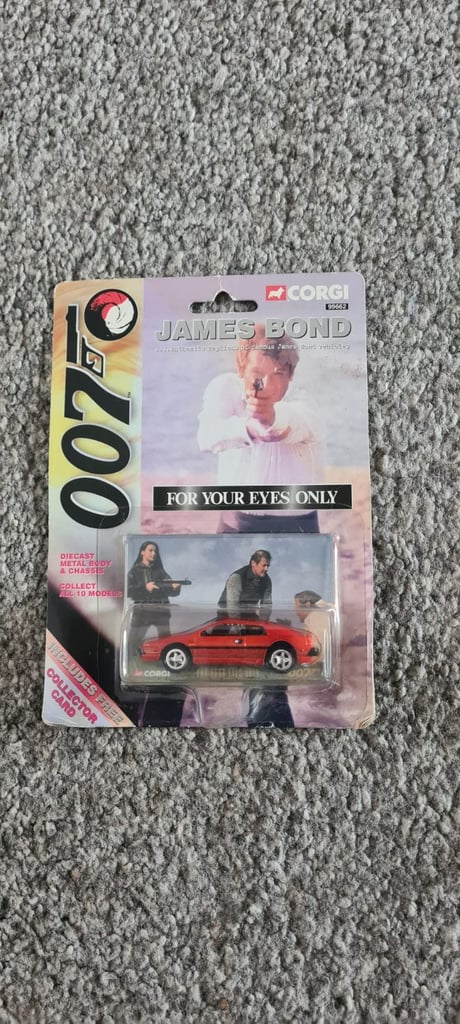 CORGI
99662
JAMES BOND
007
FOR YOUR EYES ONLY
DIECAST
METAL BODY
& CHASSIS
COLLECT
ALL 10 MODELS
INCLUDES FREE
COLLECTOR
CARD
CORGI
007